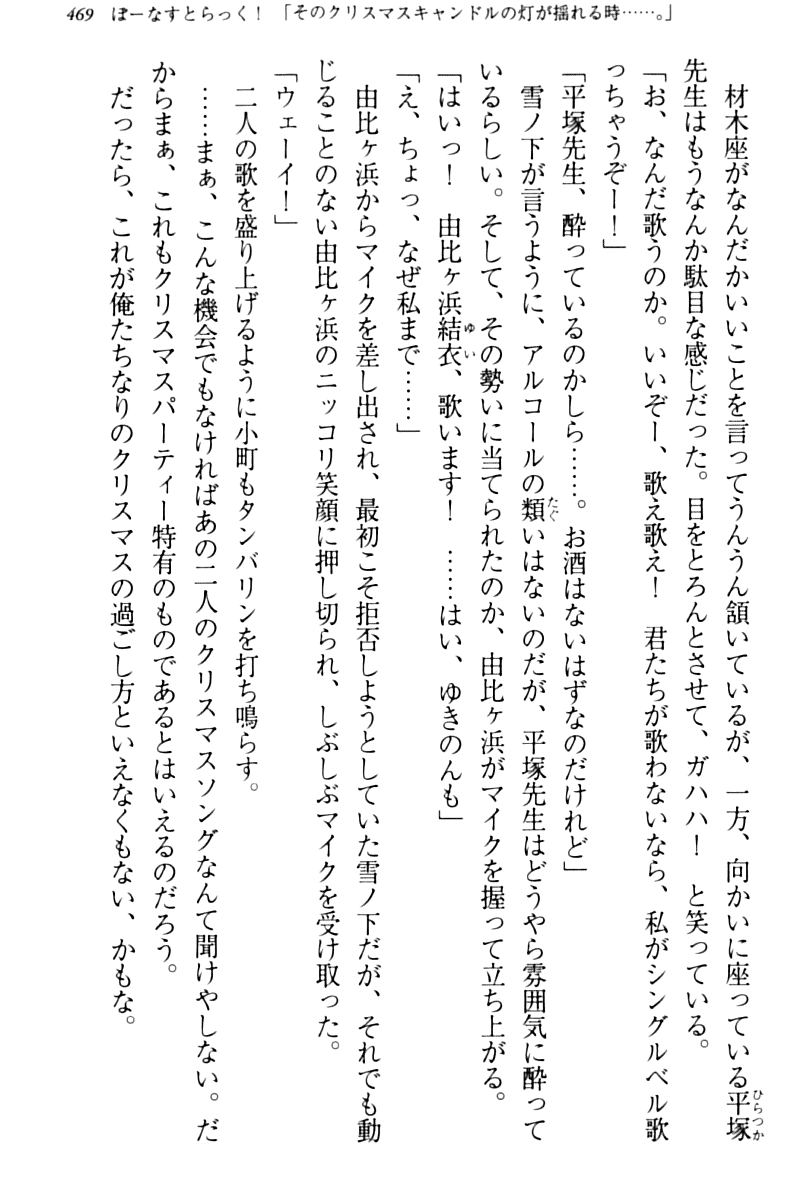 469 ぼーなすとらっく！ 「そのクリスマスキャンドルの灯が揺れる時……。」
　材木座がなんだかいいことを言ってうんうん頷いているが、一方、向かいに座っている平塚
ひらつか
先生はもうなんか駄目な感じだった。目をとろんとさせて、ガハハ！　と笑っている。
「お、なんだ歌うのか。いいぞー、歌え歌え！　君たちが歌わないなら、私がシングルベル歌
っちゃうぞー！」
「平塚先生、酔っているのかしら……。お酒はないはずなのだけれど」
　雪ノ下が言うように、アルコールの類いはないのだが、平塚先生はどうやら雰囲気に酔って
たぐ
いるらしい。そして、その勢いに当てられたのか、由比ヶ浜がマイクを握って立ち上がる。
「はいっ！　由比ヶ浜結衣、歌います！　……はい、ゆきのんも」
ゆい
「え、ちょっ、なぜ私まで……」
　由比ヶ浜からマイクを差し出され、最初こそ拒否しようとしていた雪ノ下だが、それでも動
じることのない由比ヶ浜のニッコリ笑顔に押し切られ、しぶしぶマイクを受け取った。
「ウェーイ！」
　二人の歌を盛り上げるように小町もタンバリンを打ち鳴らす。
　……まぁ、こんな機会でもなければあの二人のクリスマスソングなんて聞けやしない。だ
からまぁ、これもクリスマスパーティー特有のものであるとはいえるのだろう。
　だったら、これが俺たちなりのクリスマスの過ごし方といえなくもない、かもな。